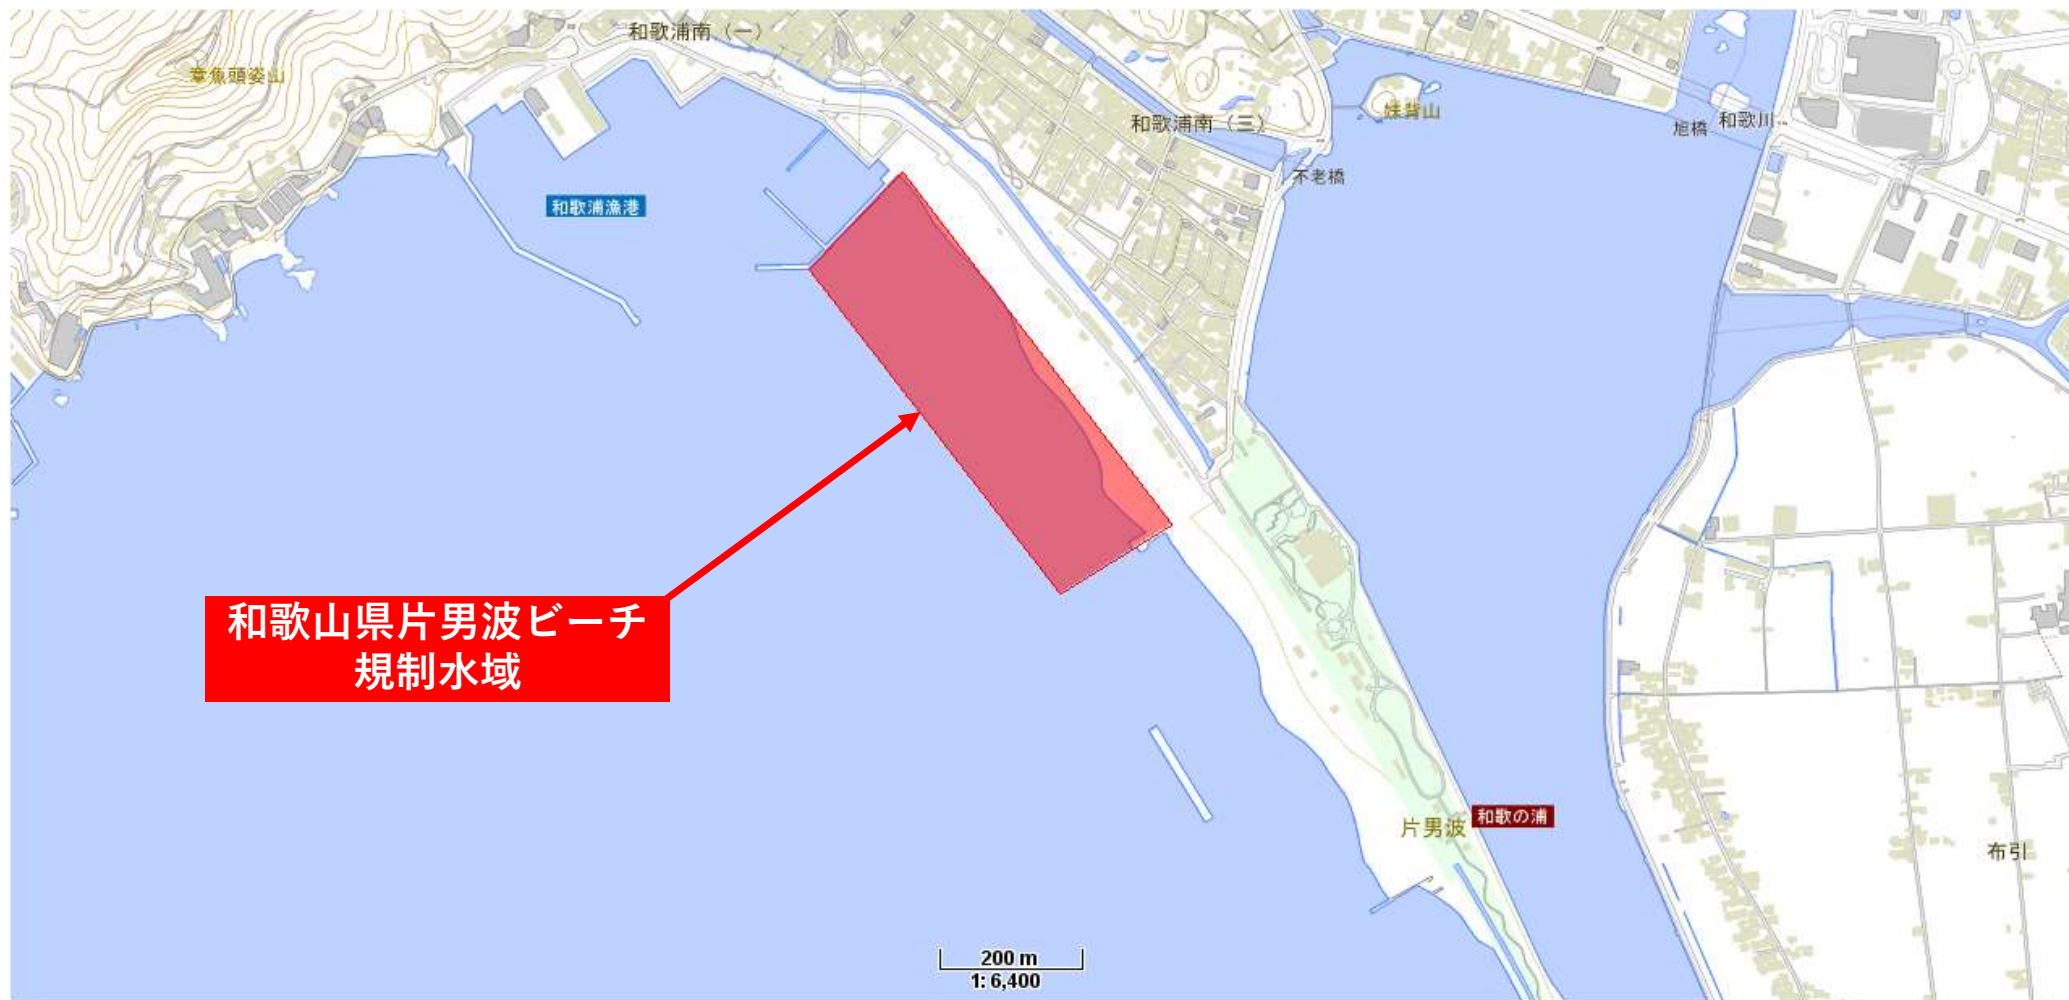 和歌浦南（一）
章魚頭姿山
和歌浦南（三）
妹背山
旭橋
和歌川
不老橋
和歌浦漁港
和歌山県片男波ビーチ
規制水域
和歌の浦
片男波
布引
200 m
1: 6,400